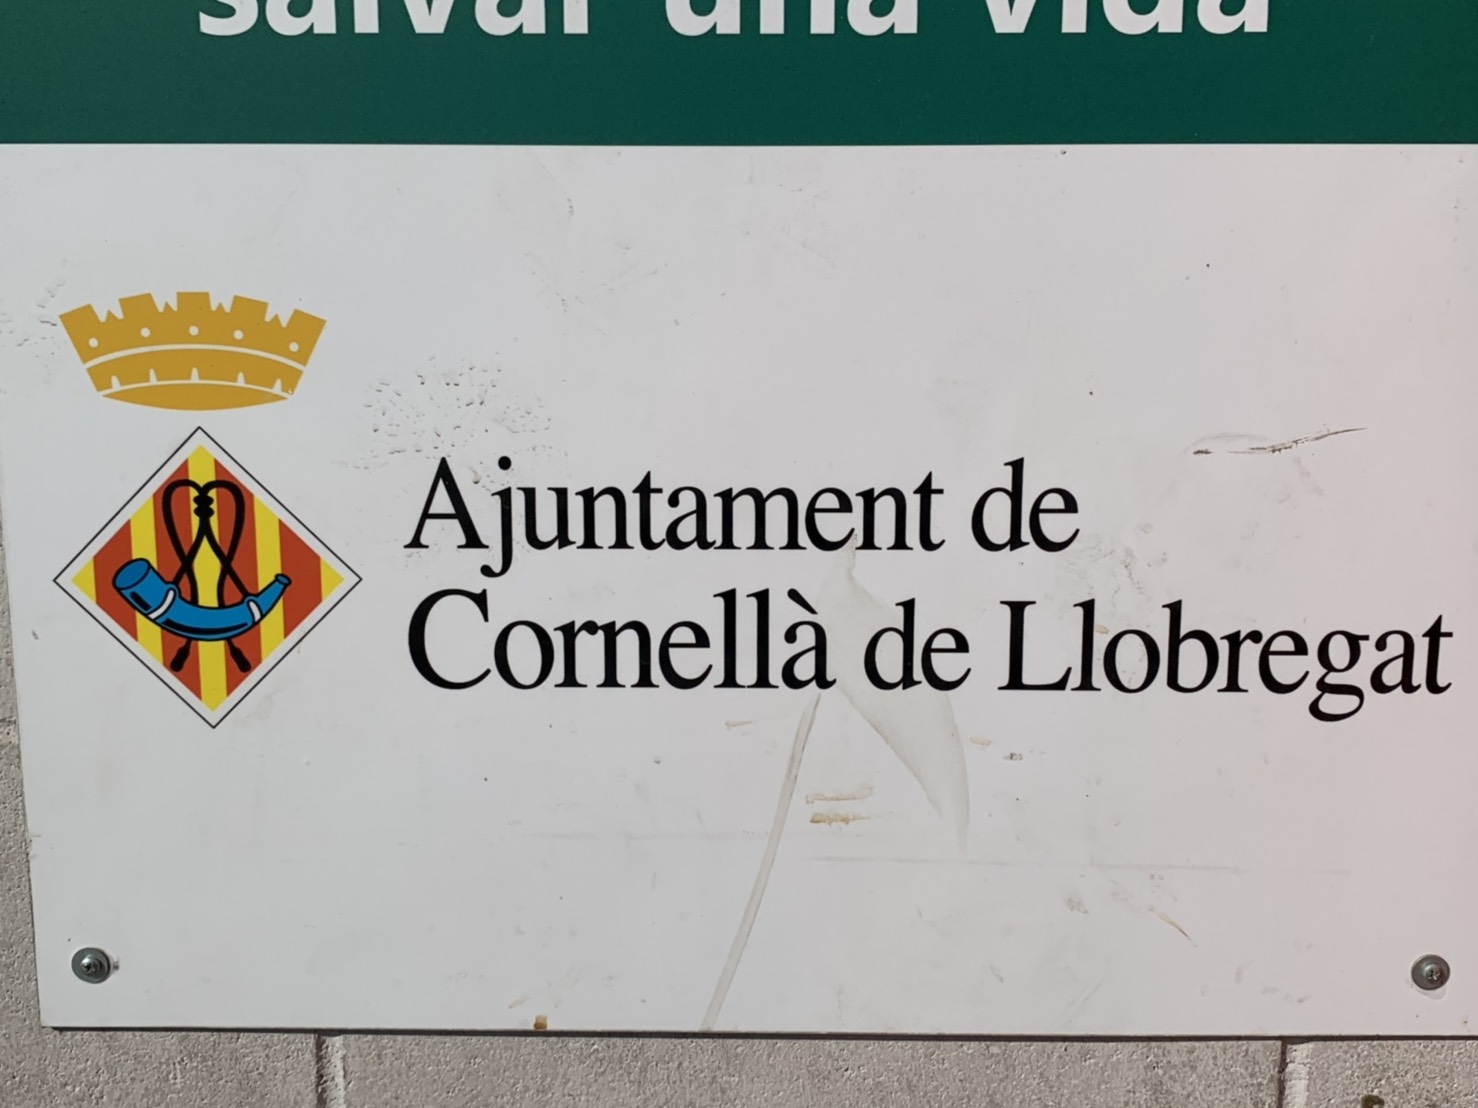 salvar una vida
Ajuntament de
Cornellà de Llobregat